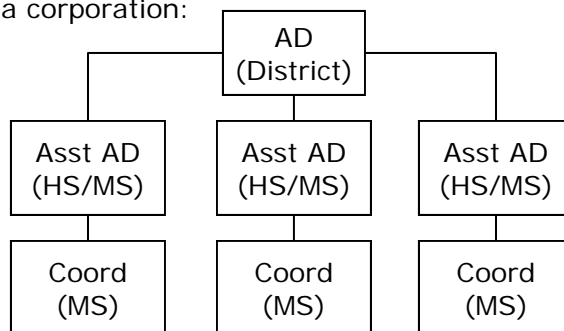 a corporation:
AD
(District)
Asst AD
(HS/MS)
Asst AD
(HS/MS)
Asst AD
(HS/MS)
Coord
(MS)
Coord
(MS)
Coord
(MS)